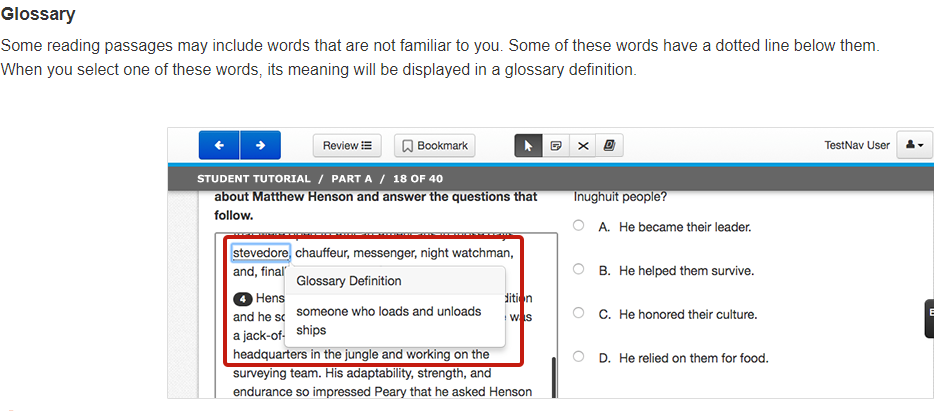 Glossary
Some reading passages may include words that are not familiar to you. Some of these words have a dotted line below them.
When you select one of these words, its meaning will be displayed in a glossary definition.
Review
Bookmark
TestNav User
STUDENT TUTORIAL / PART A / 18 OF 40
about Matthew Henson and answer the questions that
follow.
stevedore, chauffeur, messenger, night watchman,
and, final
Glossary Definition
someone who loads and unloads
ships
4 Hens dition
and he so was
a jack-of-
headquarters in the jungle and working on the
surveying team. His adaptability, strength, and
endurance so impressed Peary that he asked Henson
Inughuit people?
A. He became their leader.
B. He helped them survive.
C. He honored their culture.
D. He relied on them for food.